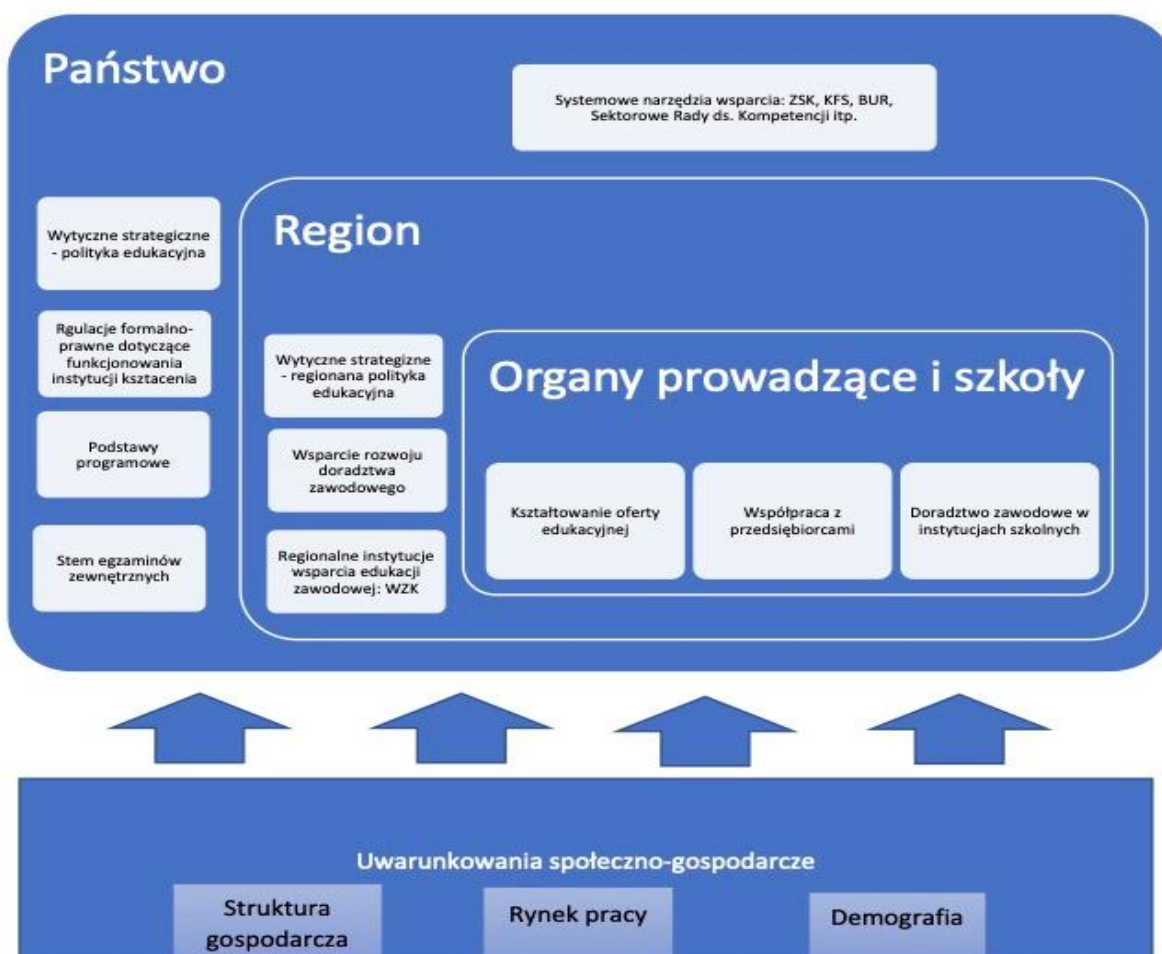 Państwo
Systemowe narzędzia wsparcia: ZSK, KFS, BUR,
Sektorowe Rady ds. Kompetencji itp.
Wytyczne strategiczne
- polityka edukacyjna
Rgulacje formalno-
prawne dotyczące
funkcjonowania
instytucji ksztacenia
Podstawy
programowe
Stem egzaminów
zewnętrznych
Region
Wytyczne strategizne
- regionana polityka
edukacyjna
Wsparcie rozwoju
doradztwa
zawodowego
Regionalne instytucje
wsparcia edukacji
zawodowej: WZK
Organy prowadzące i szkoły
Kształtowanie oferty
edukacyjnej
Współpraca z
przedsiębiorcami
Doradztwo zawodowe w
instytucjach szkolnych
Uwarunkowania społeczno-gospodarcze
Struktura
gospodarcza
Rynek pracy
Demografia